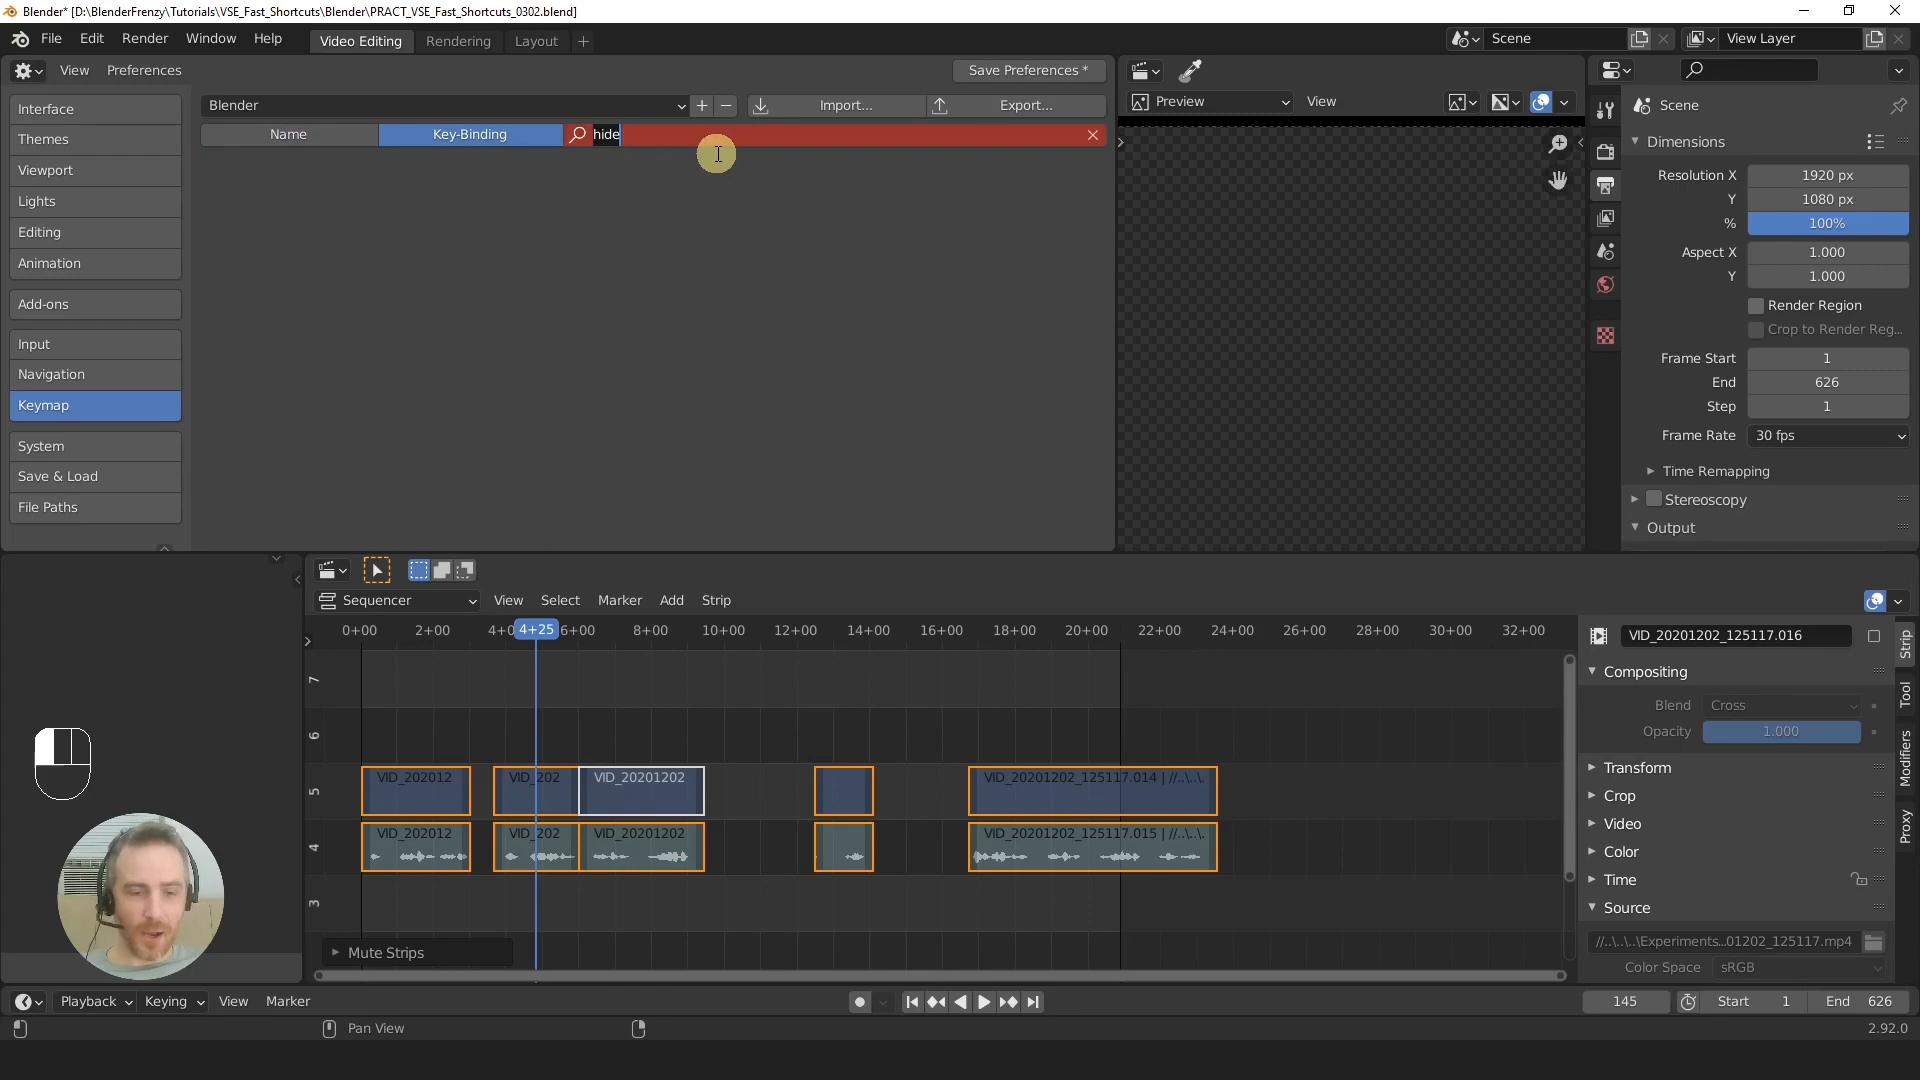 Blender* [D:\BlenderFrenzy\Tutorials\VSE_Fast_Shortcuts\Blender\PRACT_VSE_Fast_Shortcuts_0302.blend]
File Edit Render Window Help Video Editing Rendering Layout + Scene View Layer
View Preferences Save Preferences *
Interface
Themes
Viewport
Lights
Editing
Animation
Add-ons
Input
Navigation
Keymap
System
Save & Load
File Paths
Blender Import... Export...
Name Key-Binding hide
Preview View
Scene
Dimensions
Resolution X 1920 px
Y 1080 px
% 100%
Aspect X 1.000
Y 1.000
Render Region
Crop to Render Reg...
Frame Start 1
End 626
Step 1
Frame Rate 30 fps
Time Remapping
Stereoscopy
Output
Sequencer View Select Marker Add Strip
0+00 2+00 4+0 4+25 6+00 8+00 10+00 12+00 14+00 16+00 18+00 20+00 22+00 24+00 26+00 28+00 30+00 32+00
7
6
5 VID_202012 VID_202 VID_20201202 VID_20201202_125117.014 | //..\..\.
4 VID_202012 VID_202 VID_20201202 VID_20201202_125117.015 | //..\..\.
3
Mute Strips
VID_20201202_125117.016
Compositing
Blend Cross
Opacity 1.000
Transform
Crop
Video
Color
Time
Source
//..\..\..\Experiments...01202_125117.mp4
Color Space sRGB
Strip
Tool
Modifiers
Proxy
Playback Keying View Marker 145 Start 1 End 626
Pan View 2.92.0